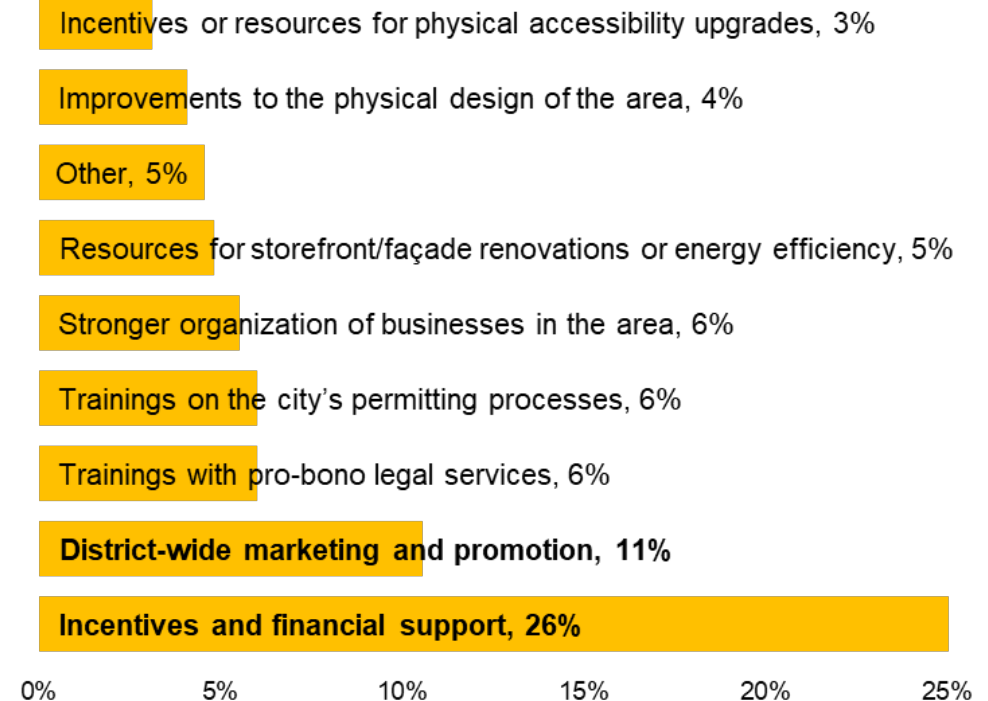 Incentives or resources for physical accessibility upgrades, 3%
Improvements to the physical design of the area, 4%
Other, 5%
Resources for storefront/façade renovations or energy efficiency, 5%
Stronger organization of businesses in the area, 6%
Trainings on the city’s permitting processes, 6%
Trainings with pro-bono legal services, 6%
District-wide marketing and promotion, 11%
Incentives and financial support, 26%
0% 5% 10% 15% 20% 25%